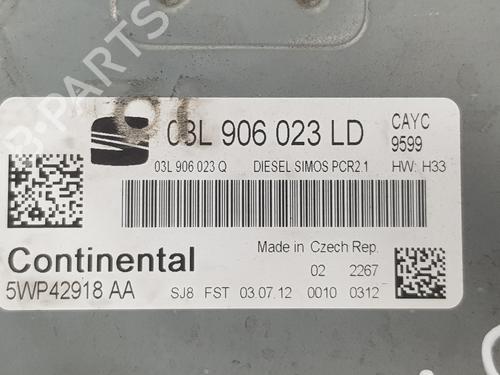 03L 906 023 LD
CAYC
9599
03L 906 023 Q DIESEL SIMOS PCR2.1 HW: H33
Continental
Made in Czech Rep.
02 2267
5WP42918 AA SJ8 FST 03.07.12 0010 0312
B-PARTS